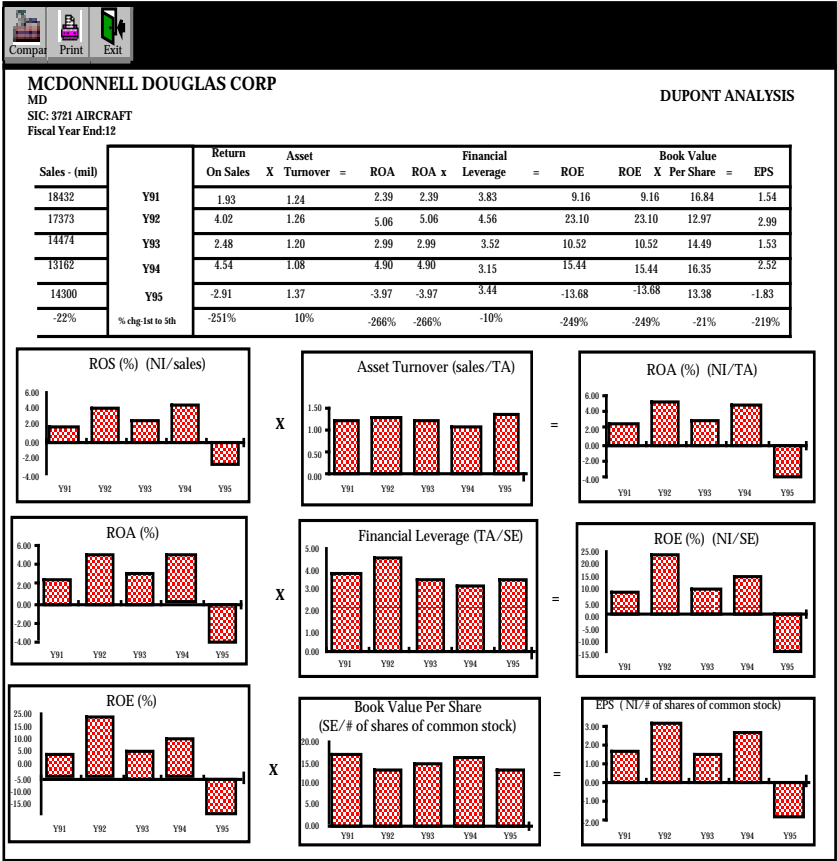 Compar Print Exit
MCDONNELL DOUGLAS CORP
MD
DUPONT ANALYSIS
SIC: 3721 AIRCRAFT
Fiscal Year End:12
Return Asset Financial Book Value
Sales - (mil) On Sales X Turnover = ROA ROA x Leverage = ROE ROE X Per Share = EPS
18432 Y91 1.93 1.24 2.39 2.39 3.83 9.16 9.16 16.84 1.54
17373 Y92 4.02 1.26 5.06 5.06 4.56 23.10 23.10 12.97 2.99
14474 Y93 2.48 1.20 2.99 2.99 3.52 10.52 10.52 14.49 1.53
13162 Y94 4.54 1.08 4.90 4.90 3.15 15.44 15.44 16.35 2.52
14300 Y95 -2.91 1.37 -3.97 -3.97 3.44 -13.68 -13.68 13.38 -1.83
-22% % chg-1st to 5th -251% 10% -266% -266% -10% -249% -249% -21% -219%
ROS (%) (NI/sales)
6.00
4.00
2.00
0.00
-2.00
-4.00
Y91 Y92 Y93 Y94 Y95
X
Asset Turnover (sales/TA)
1.50
1.00
0.50
0.00
Y91 Y92 Y93 Y94 Y95
=
ROA (%) (NI/TA)
6.00
4.00
2.00
0.00
-2.00
-4.00
Y91 Y92 Y93 Y94 Y95
ROA (%)
6.00
4.00
2.00
0.00
-2.00
-4.00
Y91 Y92 Y93 Y94 Y95
X
Financial Leverage (TA/SE)
5.00
4.00
3.00
2.00
1.00
0.00
Y91 Y92 Y93 Y94 Y95
=
ROE (%) (NI/SE)
25.00
20.00
15.00
10.00
5.00
0.00
-5.00
-10.00
-15.00
Y91 Y92 Y93 Y94 Y95
ROE (%)
25.00
15.00
10.00
5.00
0.00
-5.00
-10.00
-15.00
Y91 Y92 Y93 Y94 Y95
X
Book Value Per Share
(SE/# of shares of common stock)
20.00
15.00
10.00
5.00
0.00
Y91 Y92 Y93 Y94 Y95
=
EPS ( NI/# of shares of common stock)
3.00
2.00
1.00
0.00
-1.00
-2.00
Y91 Y92 Y93 Y94 Y95